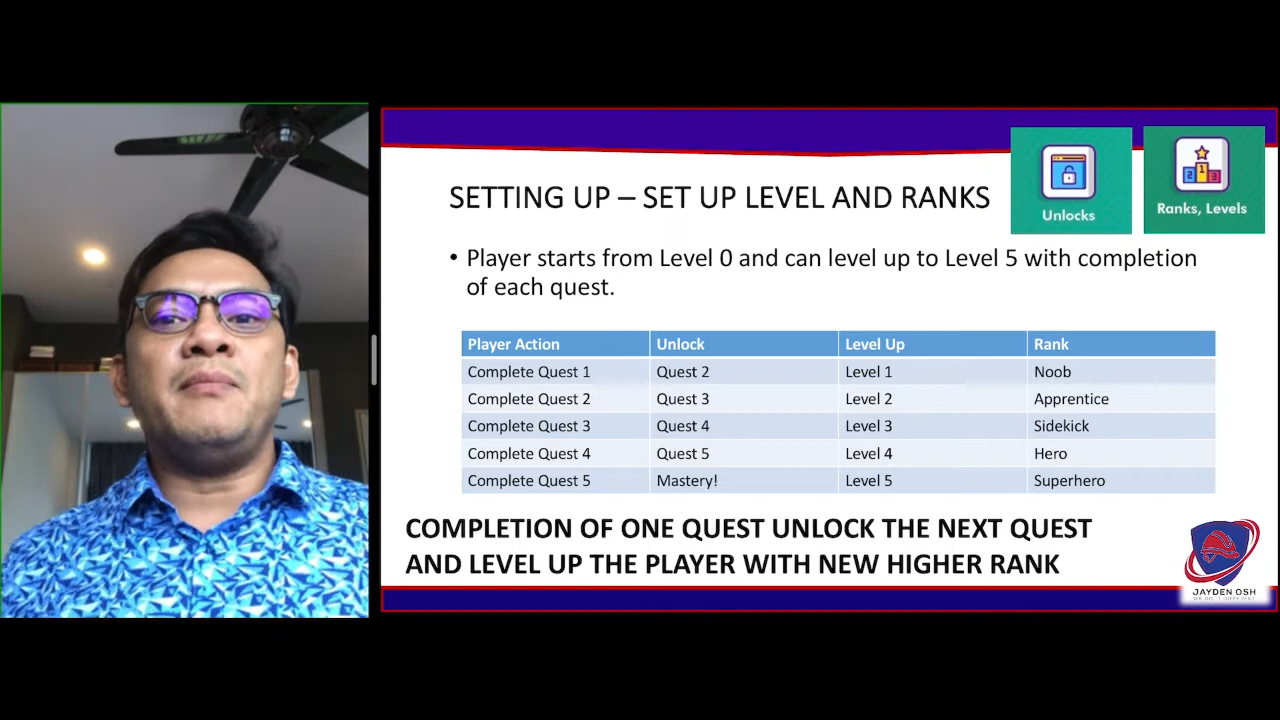 SETTING UP – SET UP LEVEL AND RANKS
Unlocks
Ranks, Levels
• Player starts from Level 0 and can level up to Level 5 with completion
of each quest.
Player Action Unlock Level Up Rank
Complete Quest 1 Quest 2 Level 1 Noob
Complete Quest 2 Quest 3 Level 2 Apprentice
Complete Quest 3 Quest 4 Level 3 Sidekick
Complete Quest 4 Quest 5 Level 4 Hero
Complete Quest 5 Mastery! Level 5 Superhero
COMPLETION OF ONE QUEST UNLOCK THE NEXT QUEST
AND LEVEL UP THE PLAYER WITH NEW HIGHER RANK
JAYDEN OSH